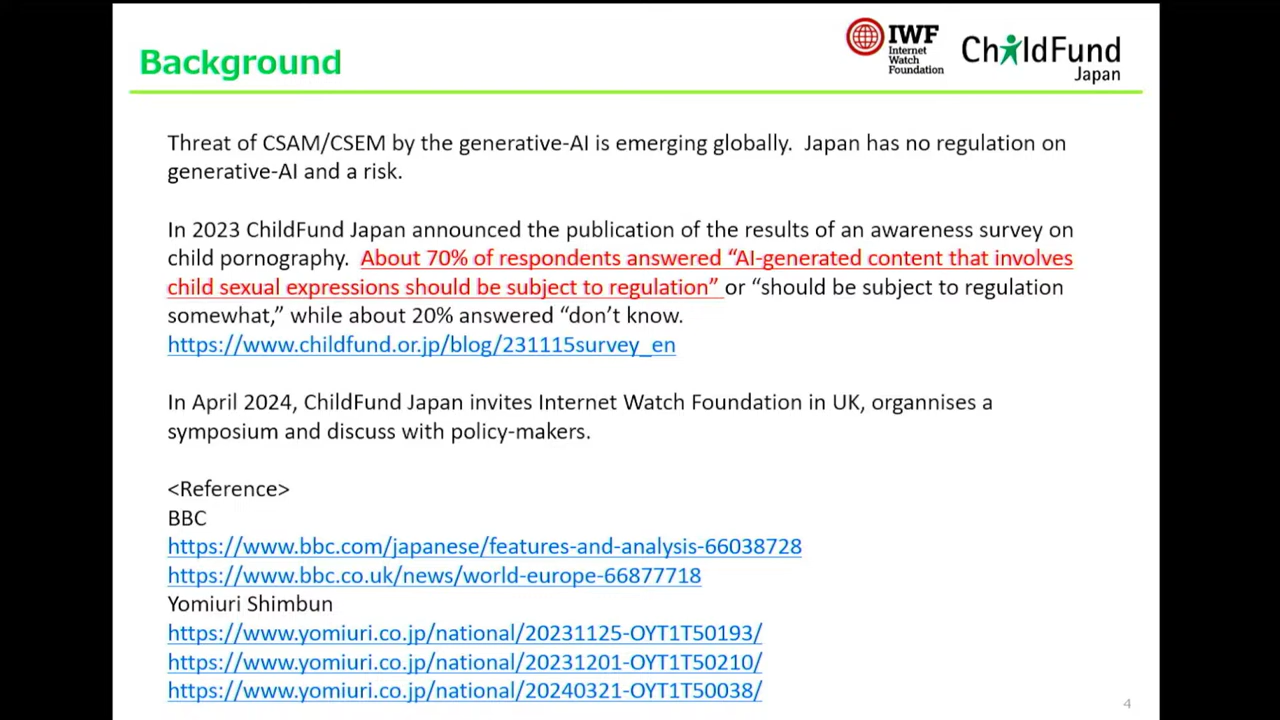 Background
IWF
Internet
Watch
Foundation
ChildFund
Japan
Threat of CSAM/CSEM by the generative-AI is emerging globally.  Japan has no regulation on
generative-AI and a risk.
In 2023 ChildFund Japan announced the publication of the results of an awareness survey on
child pornography.  About 70% of respondents answered “AI-generated content that involves
child sexual expressions should be subject to regulation” or “should be subject to regulation
somewhat,” while about 20% answered “don’t know.
https://www.childfund.or.jp/blog/231115survey_en
In April 2024, ChildFund Japan invites Internet Watch Foundation in UK, organnises a
symposium and discuss with policy-makers.
<Reference>
BBC
https://www.bbc.com/japanese/features-and-analysis-66038728
https://www.bbc.co.uk/news/world-europe-66877718
Yomiuri Shimbun
https://www.yomiuri.co.jp/national/20231125-OYT1T50193/
https://www.yomiuri.co.jp/national/20231201-OYT1T50210/
https://www.yomiuri.co.jp/national/20240321-OYT1T50038/
4